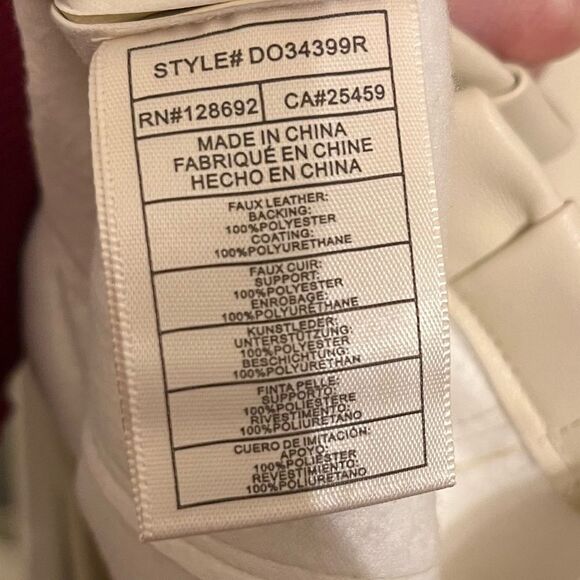 STYLE# DO34399R
RN#128692 CA#25459
MADE IN CHINA
FABRIQUÉ EN CHINE
HECHO EN CHINA
FAUX LEATHER:
BACKING:
100%POLYESTER
COATING:
100%POLYURETHANE
FAUX CUIR:
SUPPORT:
100%POLYESTER
ENROBAGE:
100%POLYURÉTHANE
KUNSTLEDER:
UNTERSTÜTZUNG:
100%POLYESTER
BESCHICHTUNG:
100%POLYURETHAN
FINTA PELLE:
SUPPORTO:
100%POLIESTERE
RIVESTIMENTO:
100%POLIURETANO
CUERO DE IMITACIÓN:
APOYO:
100%POLIÉSTER
REVESTIMIENTO:
100%POLIURETANO